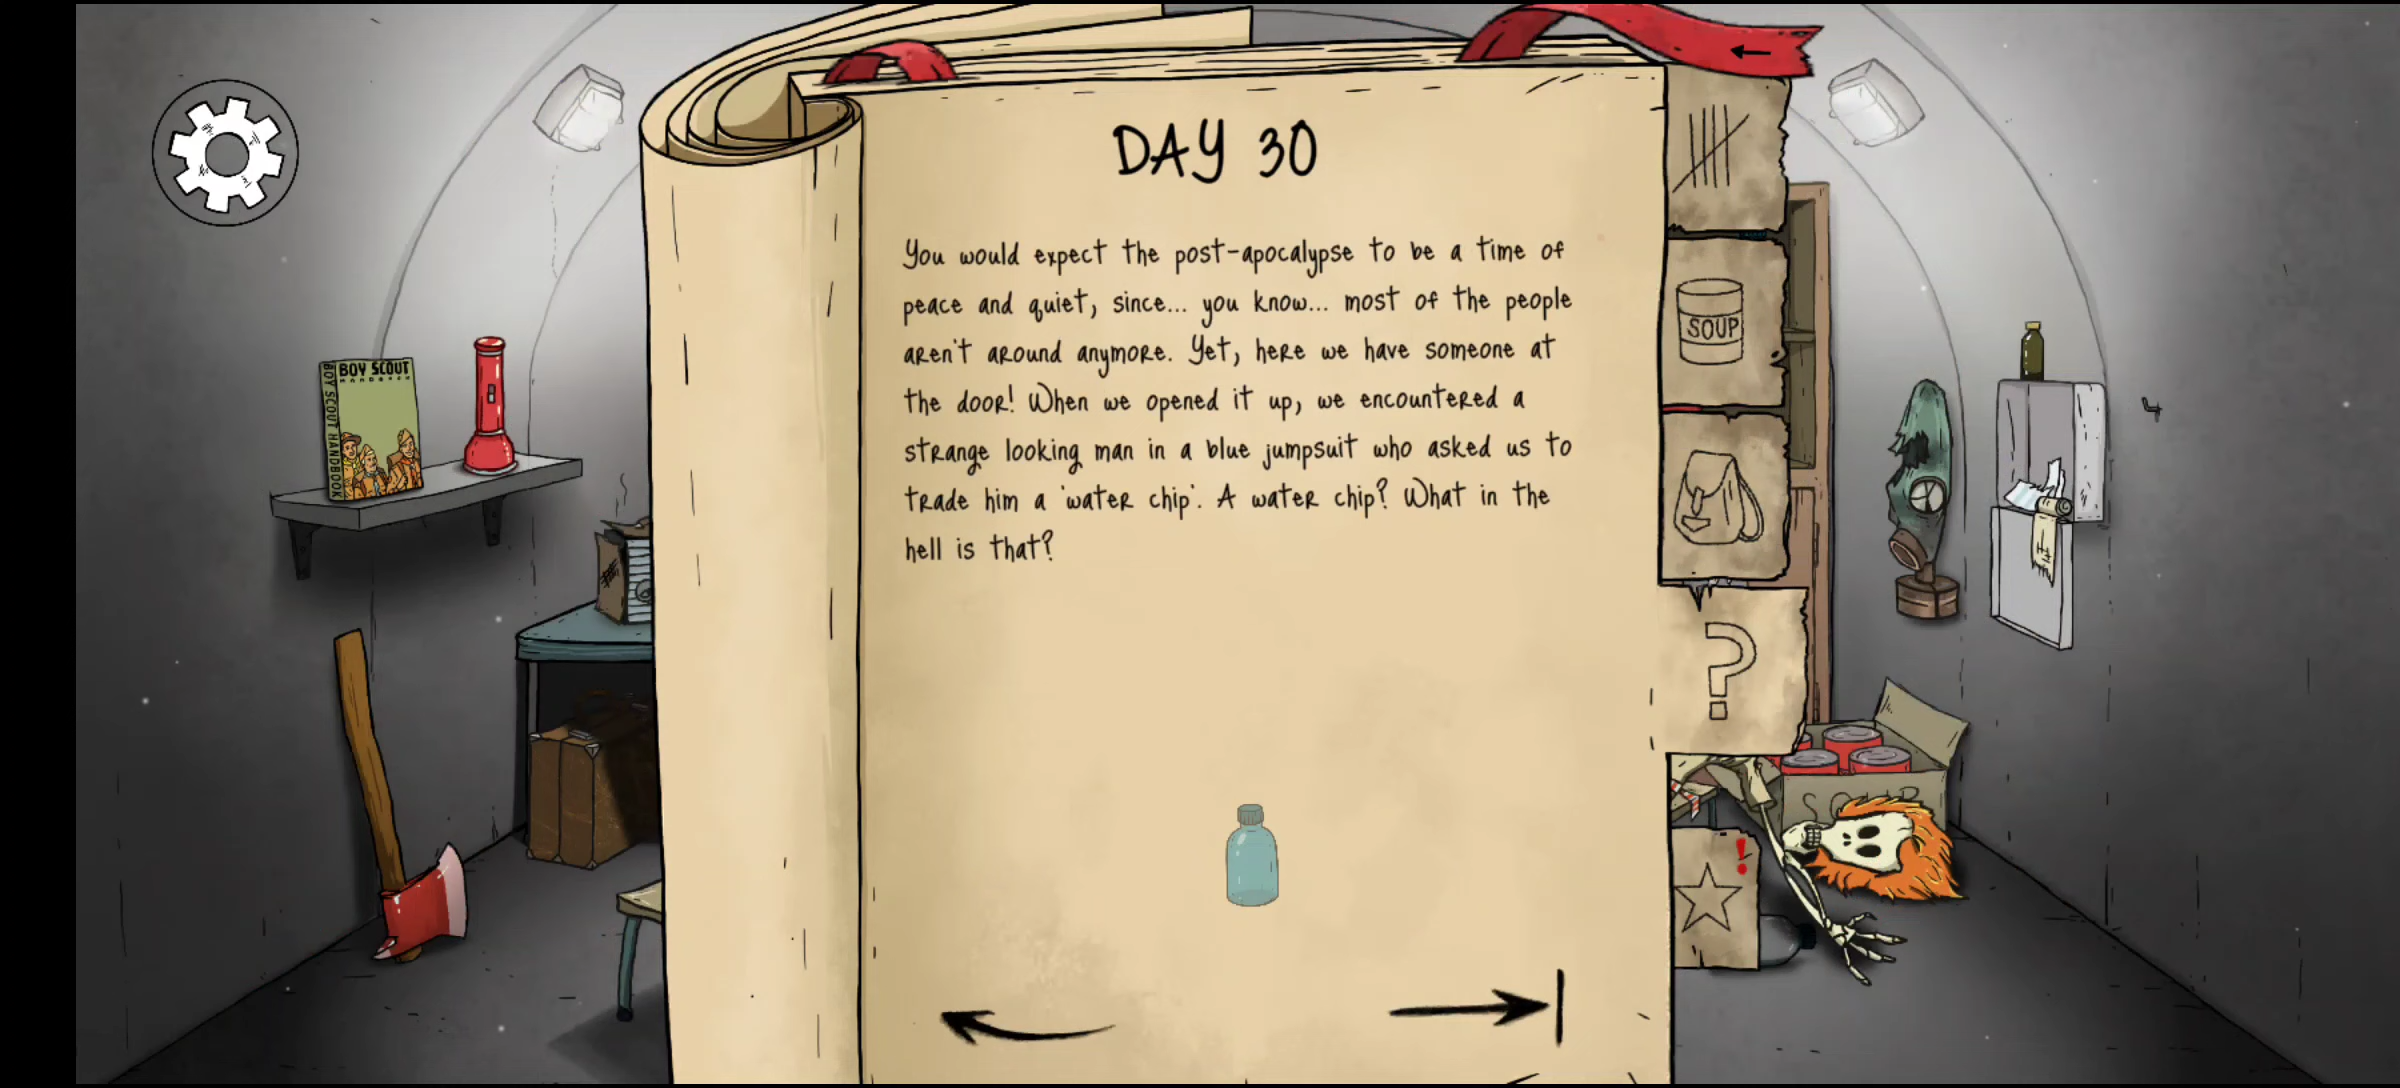 DAY 30
You would expect the post-apocalypse to be a time of
peace and quiet, since... you know... most of the people
aren't around anymore. Yet, here we have someone at
the door! When we opened it up, we encountered a
strange looking man in a blue jumpsuit who asked us to
trade him a 'water chip'. A water chip? What in the
hell is that?
BOY SCOUT
HANDBOOK
BOY SCOUT HANDBOOK
SOUP
?
!
SOUP